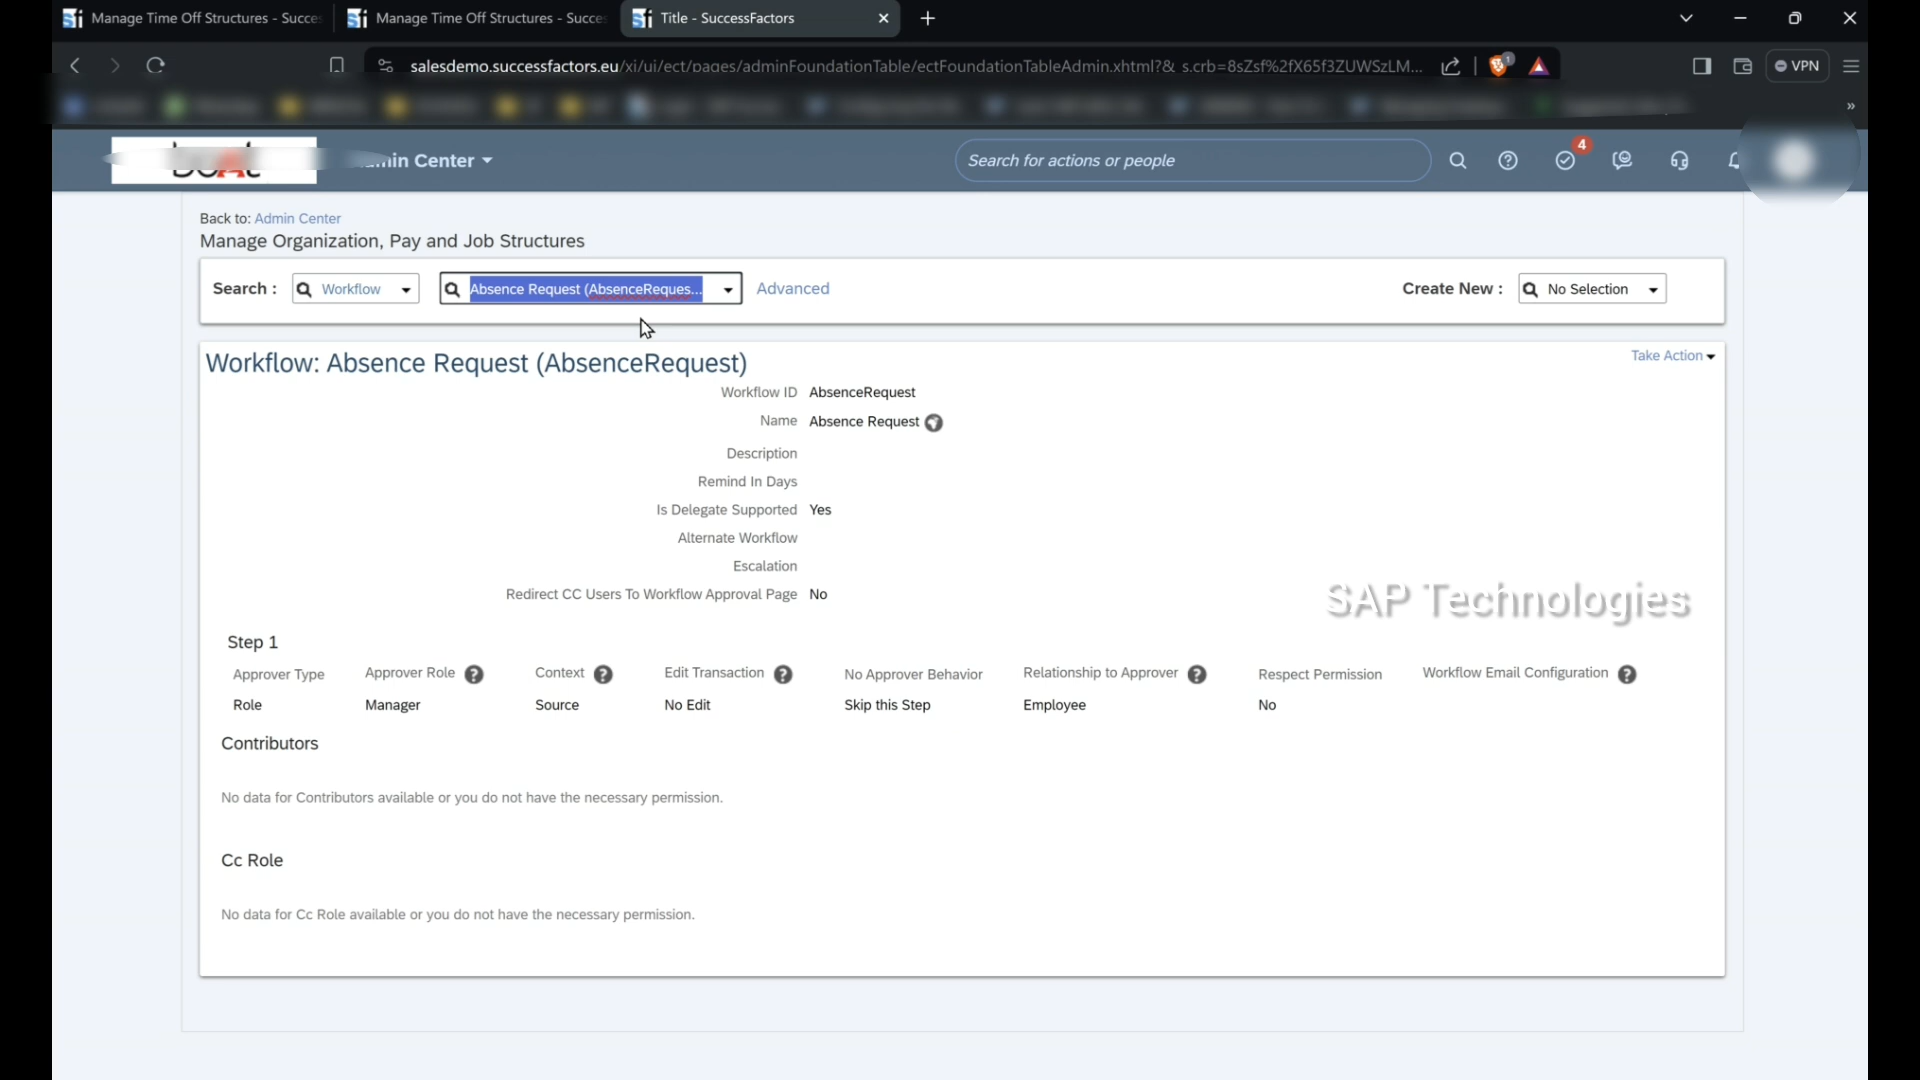 Manage Time Off Structures - Succes
Manage Time Off Structures - Succes
Title - SuccessFactors
salesdemo.successfactors.eu/xi/ui/ect/pages/adminFoundationTable/ectFoundationTableAdmin.xhtml?&_s.crb=8sZsf%2fX65f3ZUWSzLM...
1
VPN
Center
Search for actions or people
4
Back to: Admin Center
Manage Organization, Pay and Job Structures
Search :
Workflow
Absence Request (AbsenceReques...
Advanced
Create New :
No Selection
Workflow: Absence Request (AbsenceRequest)
Take Action
Workflow ID AbsenceRequest
Name Absence Request
Description
Remind In Days
Is Delegate Supported Yes
Alternate Workflow
Escalation
Redirect CC Users To Workflow Approval Page No
SAP Technologies
Step 1
Approver Type Approver Role Context Edit Transaction No Approver Behavior Relationship to Approver Respect Permission Workflow Email Configuration
Role Manager Source No Edit Skip this Step Employee No
Contributors
No data for Contributors available or you do not have the necessary permission.
Cc Role
No data for Cc Role available or you do not have the necessary permission.